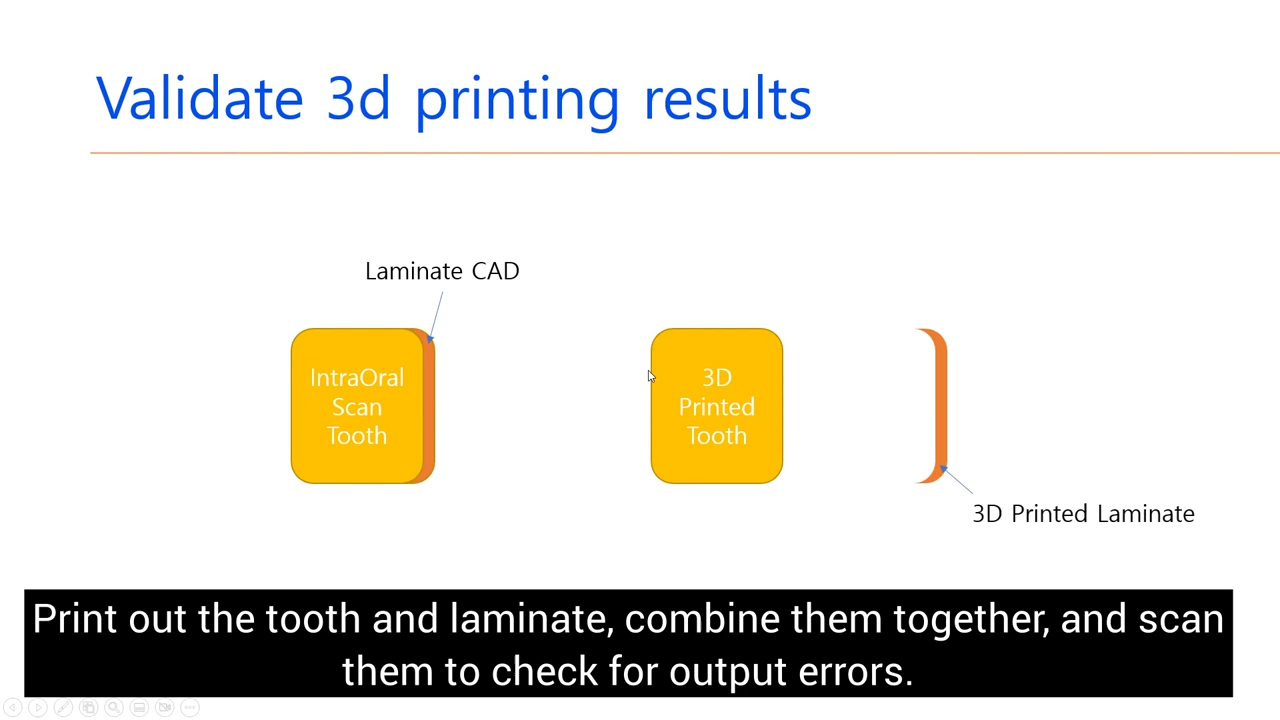 Validate 3d printing results
Laminate CAD
IntraOral
Scan
Tooth
3D
Printed
Tooth
3D Printed Laminate
Print out the tooth and laminate, combine them together, and scan
them to check for output errors.